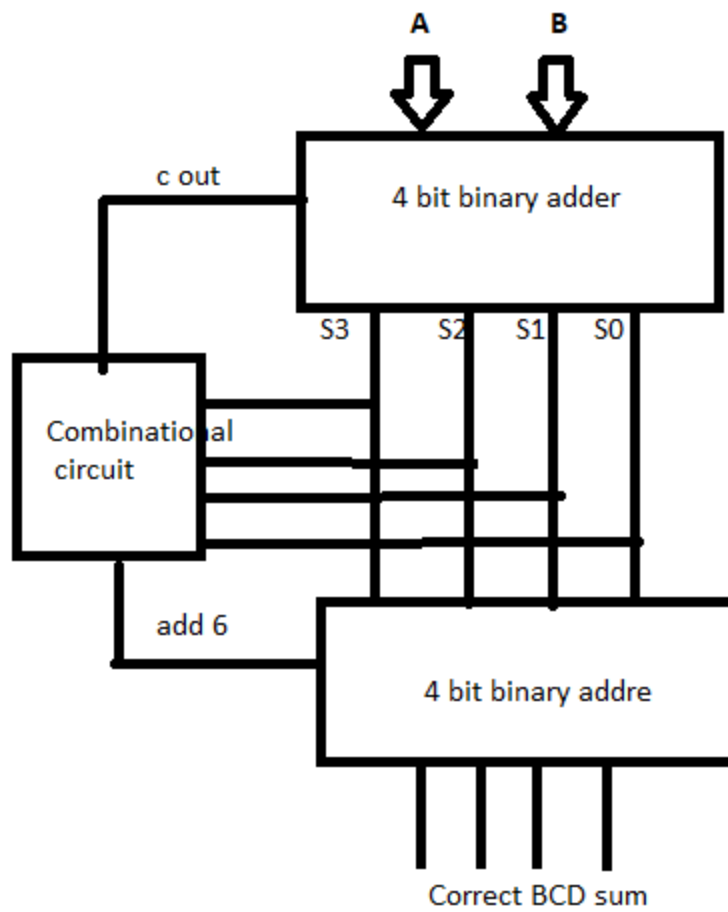 A B
c out
4 bit binary adder
S3 S2 S1 S0
Combinational
circuit
add 6
4 bit binary addre
Correct BCD sum